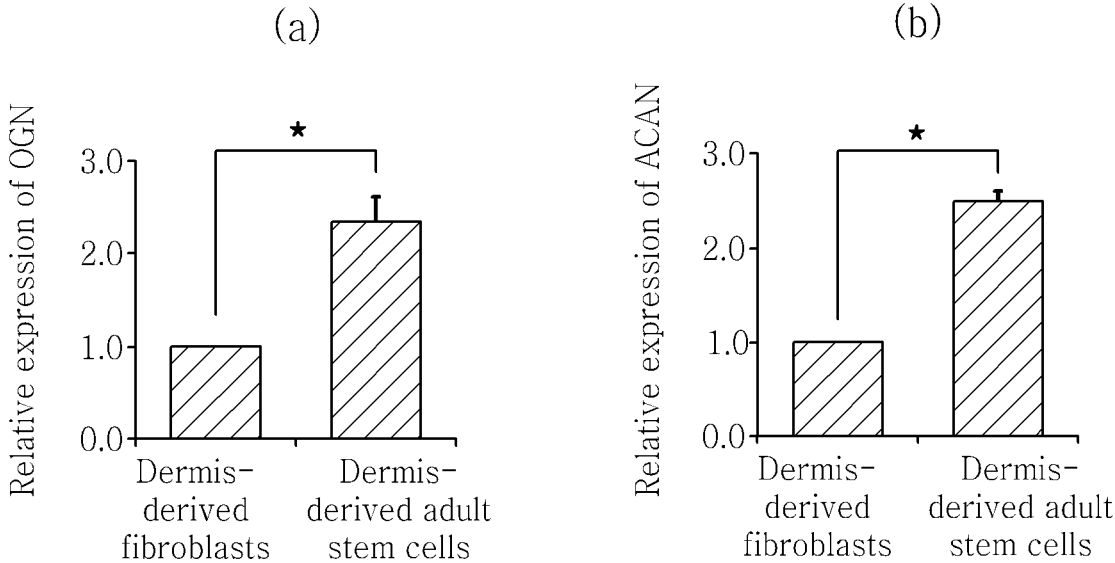 (a)
Relative expression of OGN
★
3.0
2.0
1.0
0.0
Dermis-
derived
fibroblasts
Dermis-
derived adult
stem cells
(b)
Relative expression of ACAN
★
3.0
2.0
1.0
0.0
Dermis-
derived
fibroblasts
Dermis-
derived adult
stem cells